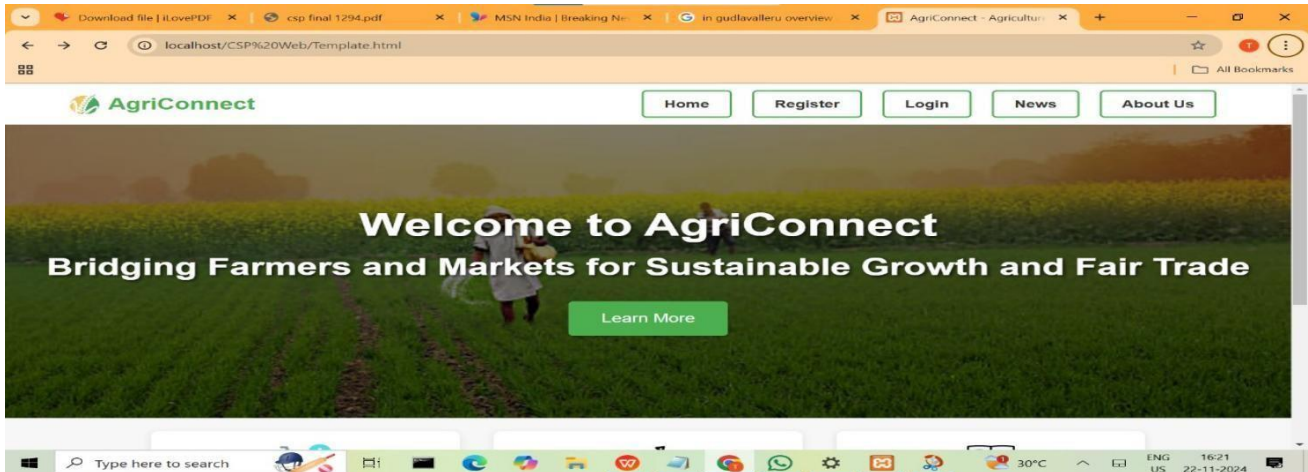 Download file | iLovePDF
csp final 1294.pdf
MSN India | Breaking Ne
in gudlavalleru overview
AgriConnect - Agricultur
localhost/CSP%20Web/Template.html
T
All Bookmarks
AgriConnect
Home
Register
Login
News
About Us
Welcome to AgriConnect
Bridging Farmers and Markets for Sustainable Growth and Fair Trade
Learn More
Type here to search
30°C
ENG
US
16:21
22-11-2024